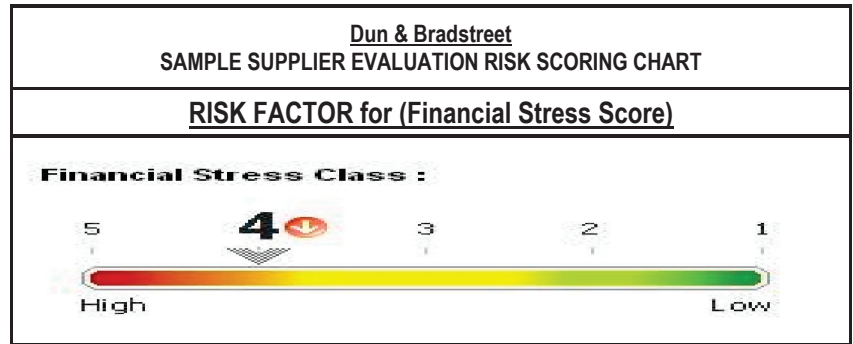 Dun & Bradstreet
SAMPLE SUPPLIER EVALUATION RISK SCORING CHART
RISK FACTOR for (Financial Stress Score)
Financial Stress Class :
5 4 3 2 1
High Low